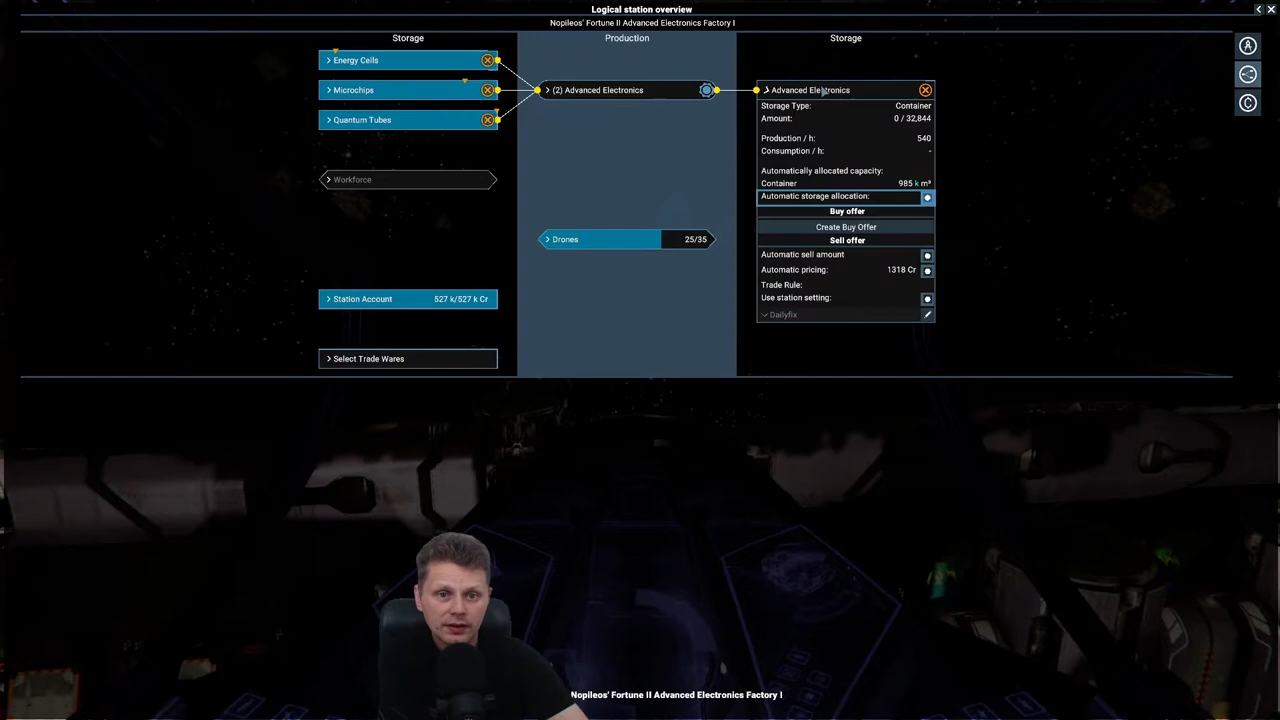 Logical station overview
Nopileos' Fortune II Advanced Electronics Factory I
Storage
Production
Storage
Energy Cells
Microchips
Quantum Tubes
Workforce
Station Account 527 k/527 k Cr
Select Trade Wares
(2) Advanced Electronics
Drones 25/35
Advanced Electronics
Storage Type: Container
Amount: 0 / 32,844
Production / h: 540
Consumption / h: -
Automatically allocated capacity:
Container 985 k m³
Automatic storage allocation:
Buy offer
Create Buy Offer
Sell offer
Automatic sell amount
Automatic pricing: 1318 Cr
Trade Rule:
Use station setting:
Dailyfix
Nopileos' Fortune II Advanced Electronics Factory I